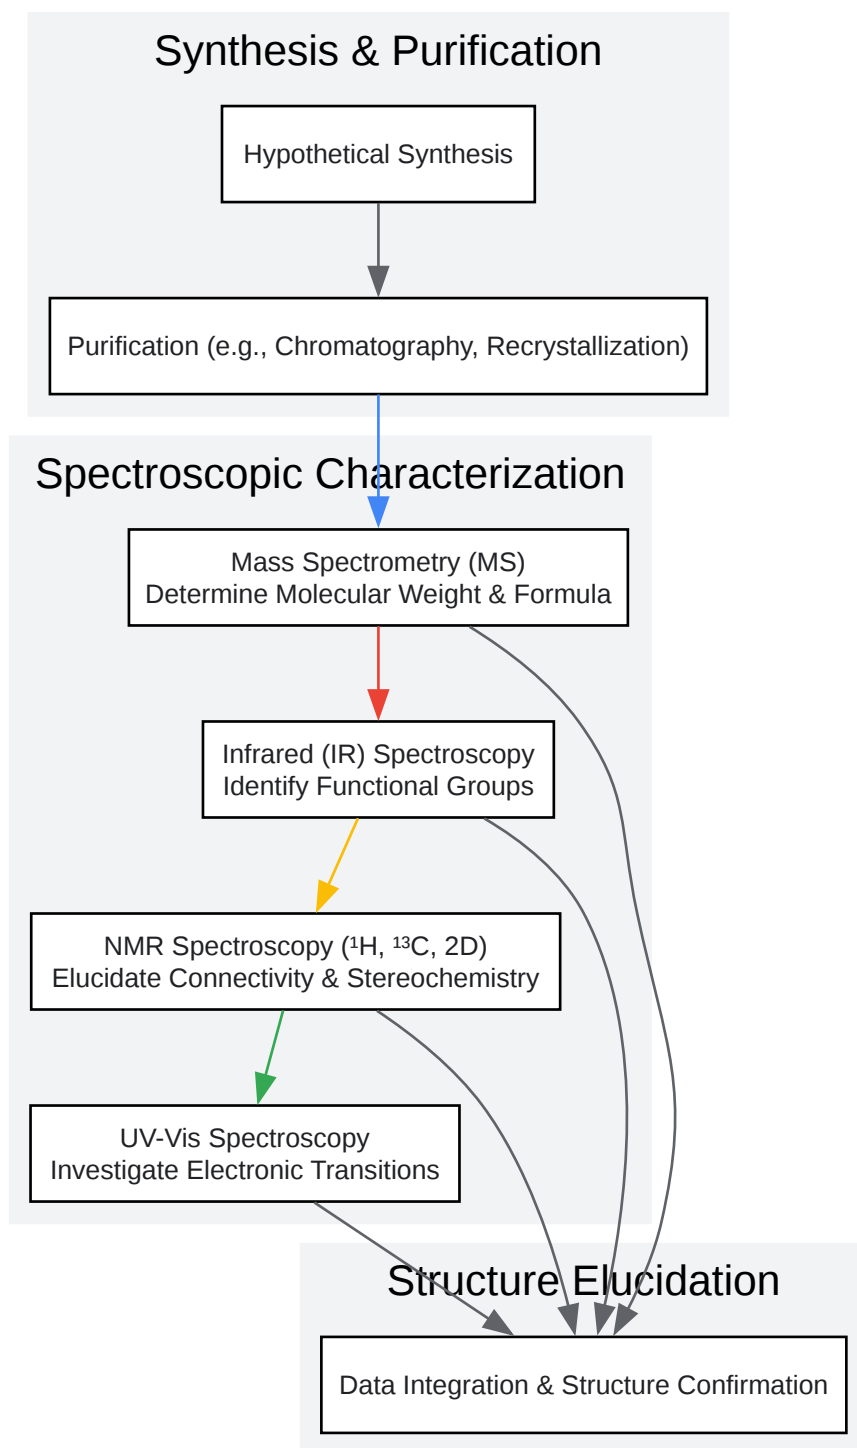 Synthesis & Purification
Hypothetical Synthesis
Purification (e.g., Chromatography, Recrystallization)
Spectroscopic Characterization
Mass Spectrometry (MS)
Determine Molecular Weight & Formula
Infrared (IR) Spectroscopy
Identify Functional Groups
NMR Spectroscopy (¹H, ¹³C, 2D)
Elucidate Connectivity & Stereochemistry
UV-Vis Spectroscopy
Investigate Electronic Transitions
Structure Elucidation
Data Integration & Structure Confirmation